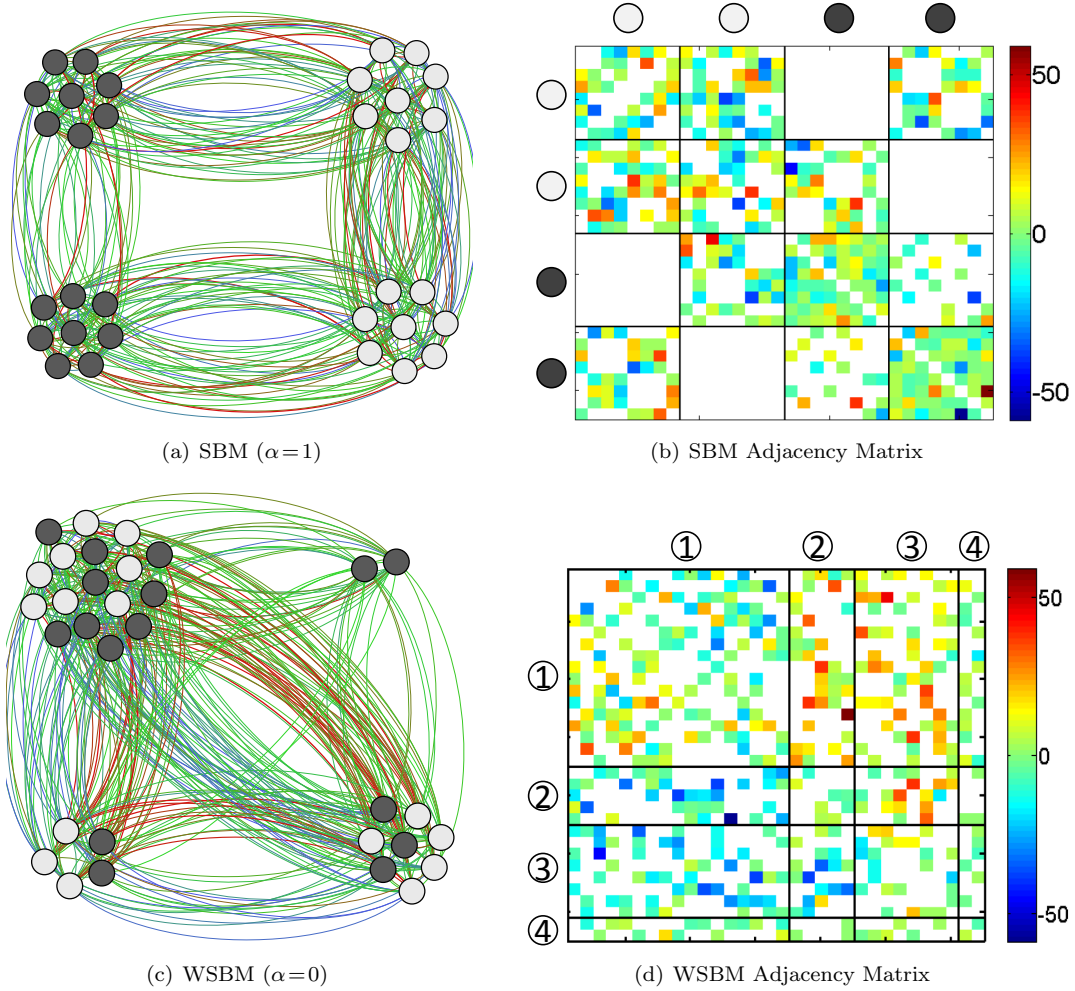 50
0
-50
(a) SBM (α=1)
(b) SBM Adjacency Matrix
① ② ③ ④
50
①
0
②
③
-50
④
(c) WSBM (α=0)
(d) WSBM Adjacency Matrix